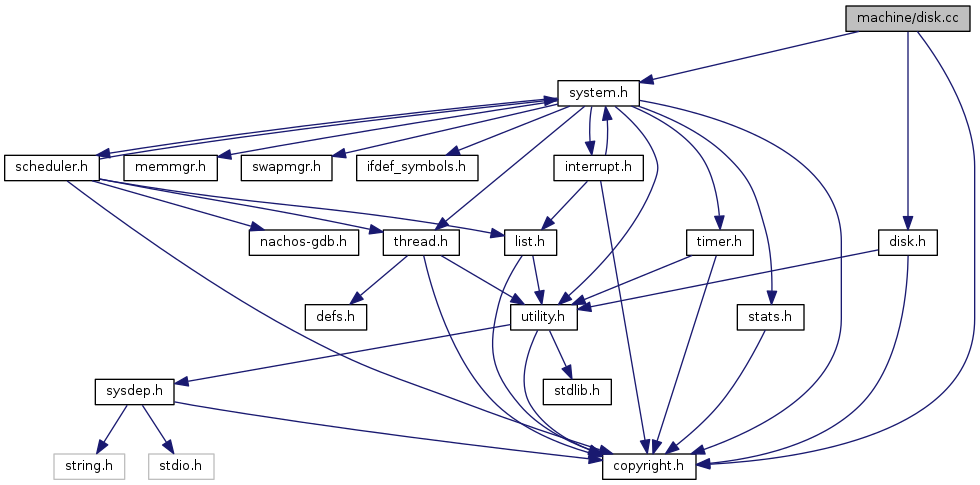 machine/disk.cc
system.h
scheduler.h
memmgr.h
swapmgr.h
ifdef_symbols.h
interrupt.h
nachos-gdb.h
thread.h
list.h
timer.h
disk.h
defs.h
utility.h
stats.h
sysdep.h
stdlib.h
string.h
stdio.h
copyright.h